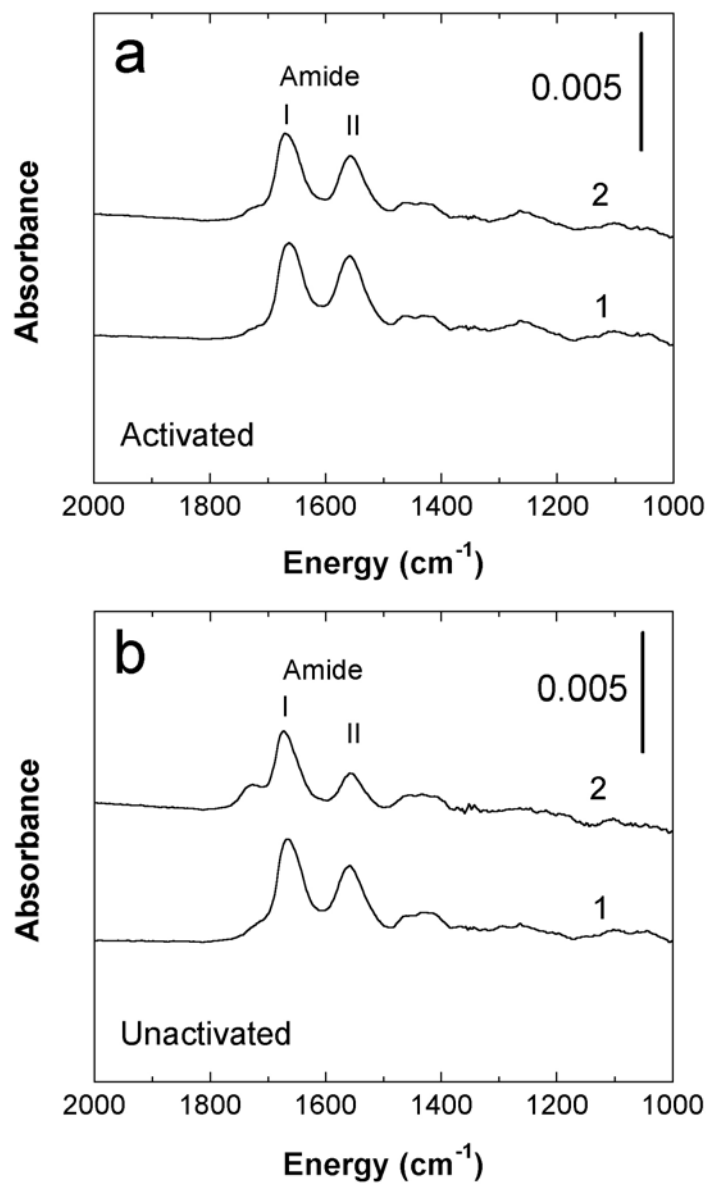 a
Amide
I
II
0.005
2
1
Absorbance
Activated
2000 1800 1600 1400 1200 1000
Energy (cm⁻¹)
b
Amide
I
II
0.005
2
1
Absorbance
Unactivated
2000 1800 1600 1400 1200 1000
Energy (cm⁻¹)